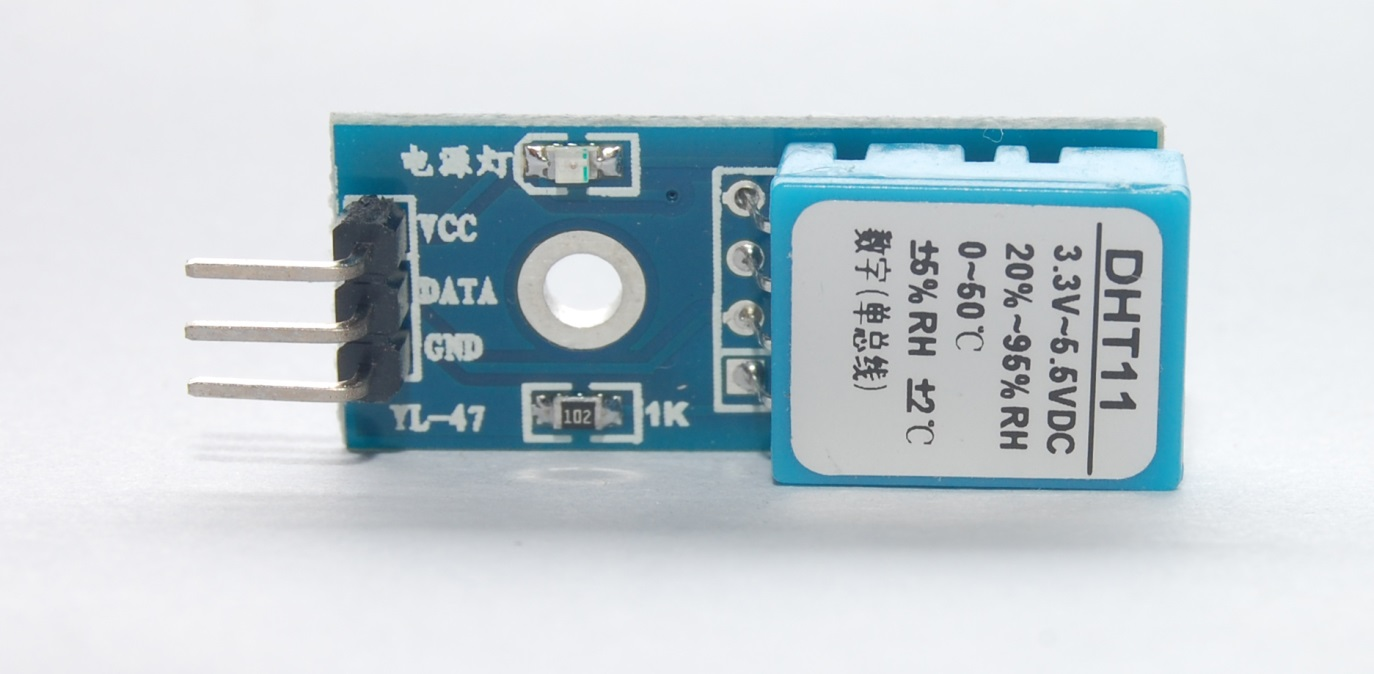 电源灯
VCC
DATA
GND
YL-47
102
1K
DHT11
3.3V~5.5VDC
20%~95%RH
0~50℃
±5%RH ±2℃
数字(单总线)